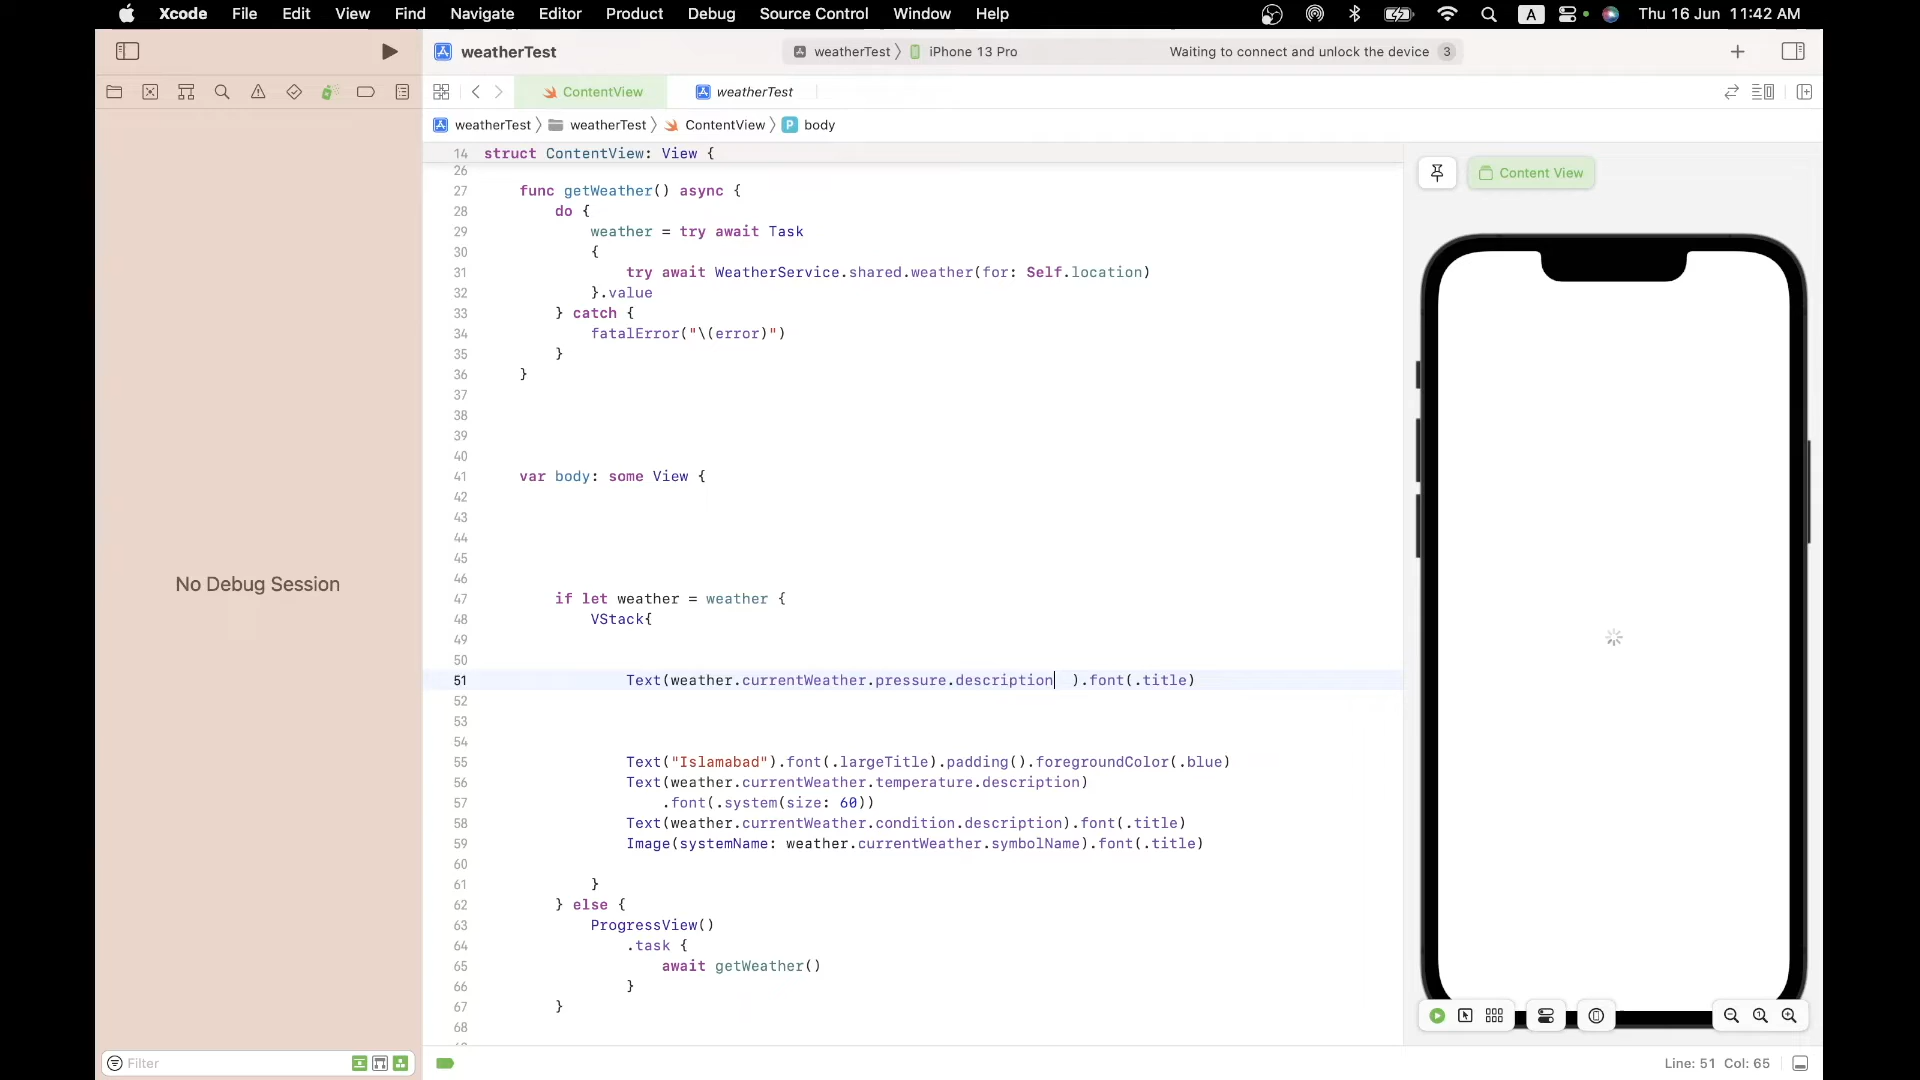 Xcode File Edit View Find Navigate Editor Product Debug Source Control Window Help A Thu 16 Jun 11:42 AM
weatherTest weatherTest iPhone 13 Pro Waiting to connect and unlock the device 3
ContentView weatherTest
weatherTest weatherTest ContentView P body
14 struct ContentView: View {
Content View
26
27 func getWeather() async {
28 do {
29 weather = try await Task
30 {
31 try await WeatherService.shared.weather(for: Self.location)
32 }.value
33 } catch {
34 fatalError("\(error)")
35 }
36 }
37
38
39
40
41 var body: some View {
42
43
44
45
46
No Debug Session
47 if let weather = weather {
48 VStack{
49
50
51 Text(weather.currentWeather.pressure.description ).font(.title)
52
53
54
55 Text("Islamabad").font(.largeTitle).padding().foregroundColor(.blue)
56 Text(weather.currentWeather.temperature.description)
57 .font(.system(size: 60))
58 Text(weather.currentWeather.condition.description).font(.title)
59 Image(systemName: weather.currentWeather.symbolName).font(.title)
60
61 }
62 } else {
63 ProgressView()
64 .task {
65 await getWeather()
66 }
67 }
68
Filter Line: 51 Col: 65